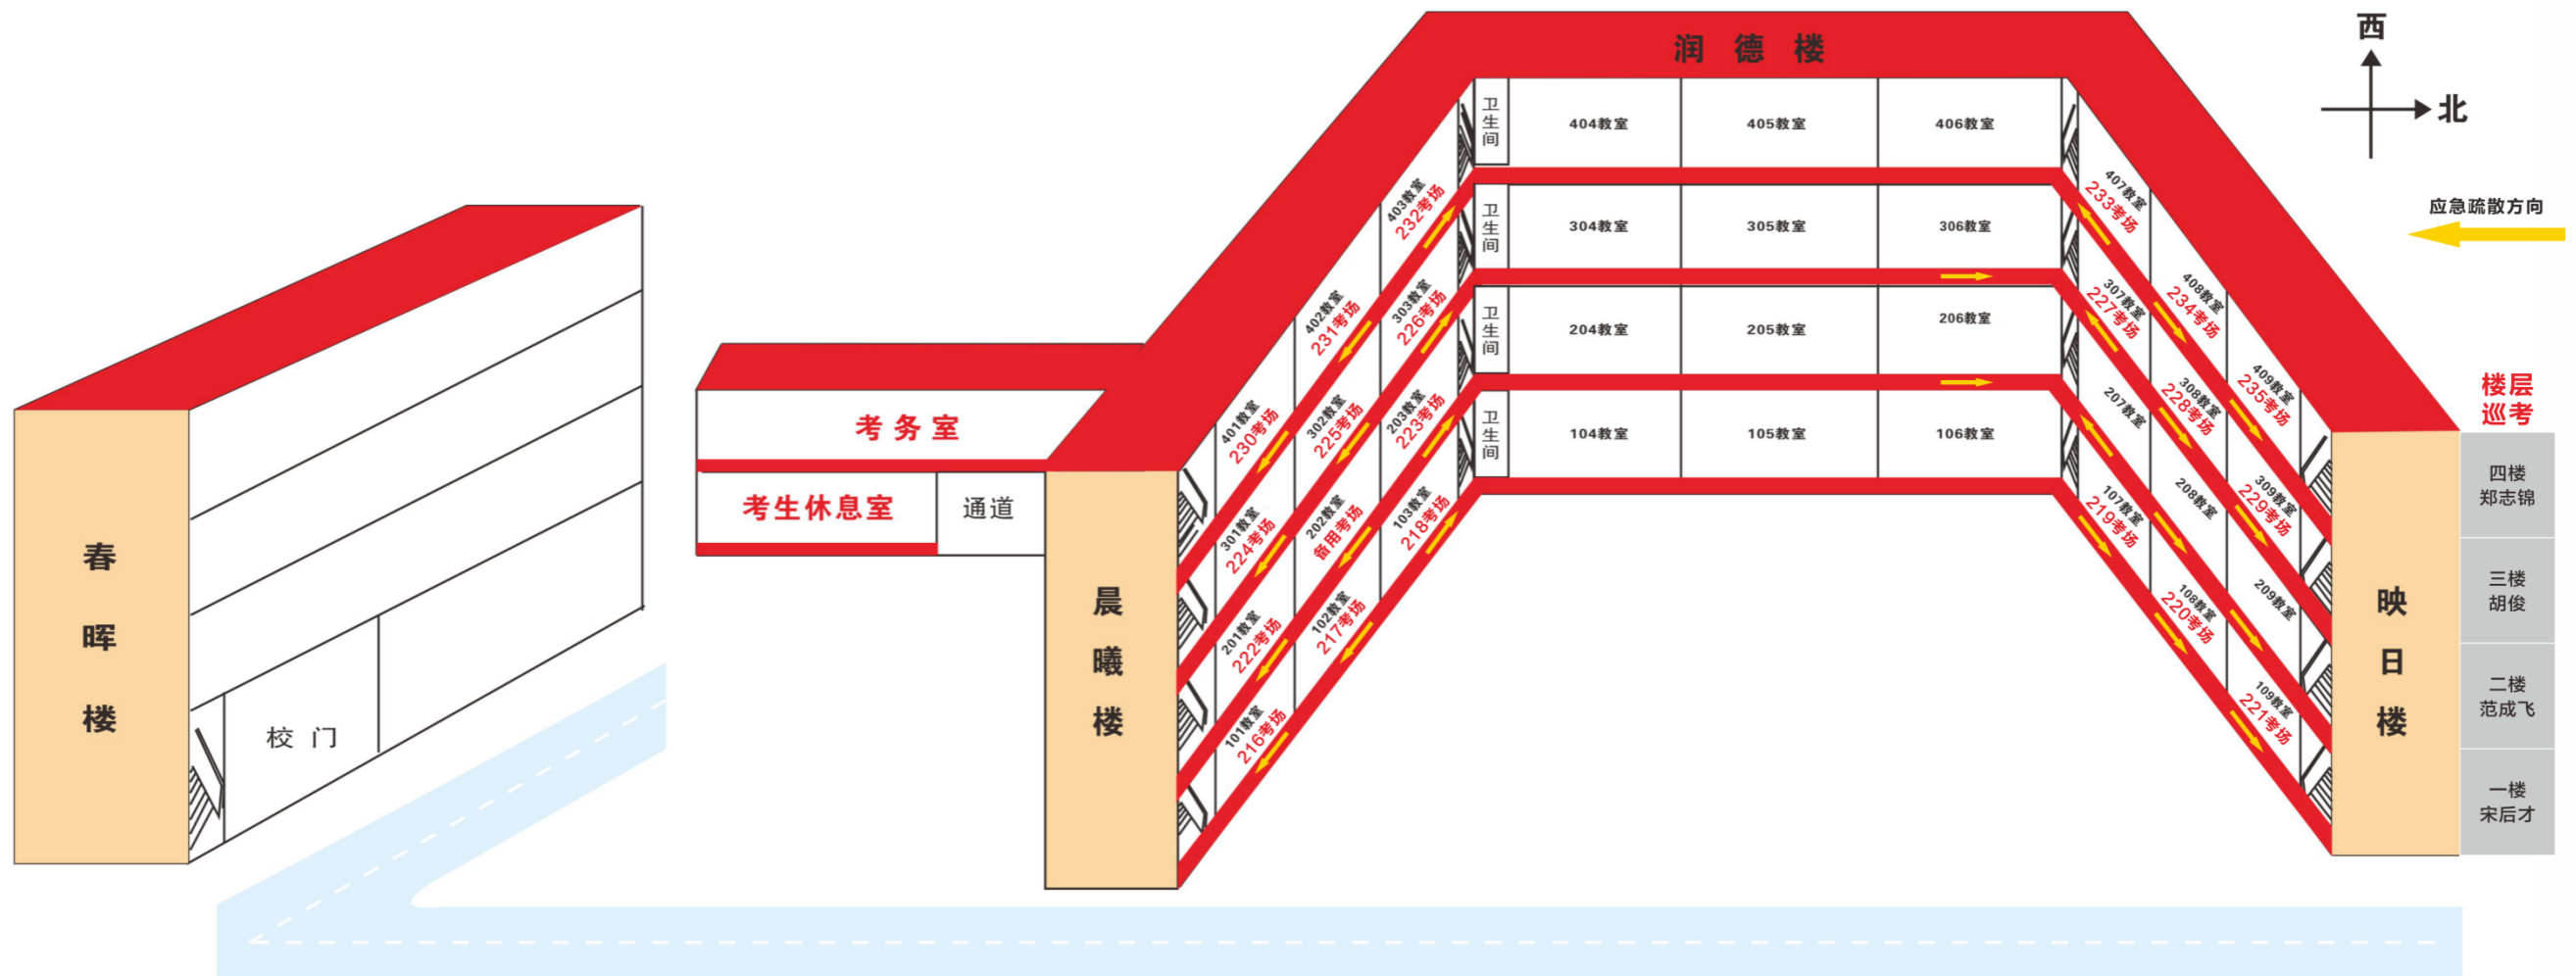 润德楼
西
北
应急疏散方向
卫生间
404教室
405教室
406教室
卫生间
304教室
305教室
306教室
卫生间
204教室
205教室
206教室
卫生间
104教室
105教室
106教室
403教室
232考场
402教室
231考场
401教室
230考场
303教室
226考场
302教室
225考场
301教室
224考场
203教室
223考场
202教室
备用考场
201教室
222考场
103教室
218考场
102教室
217考场
101教室
216考场
407教室
233考场
408教室
234考场
409教室
235考场
307教室
227考场
308教室
228考场
309教室
229考场
207教室
208教室
209教室
107教室
219考场
108教室
220考场
109教室
221考场
考务室
考生休息室
通道
春晖楼
校门
晨曦楼
映日楼
楼层
巡考
四楼
郑志锦
三楼
胡俊
二楼
范成飞
一楼
宋后才